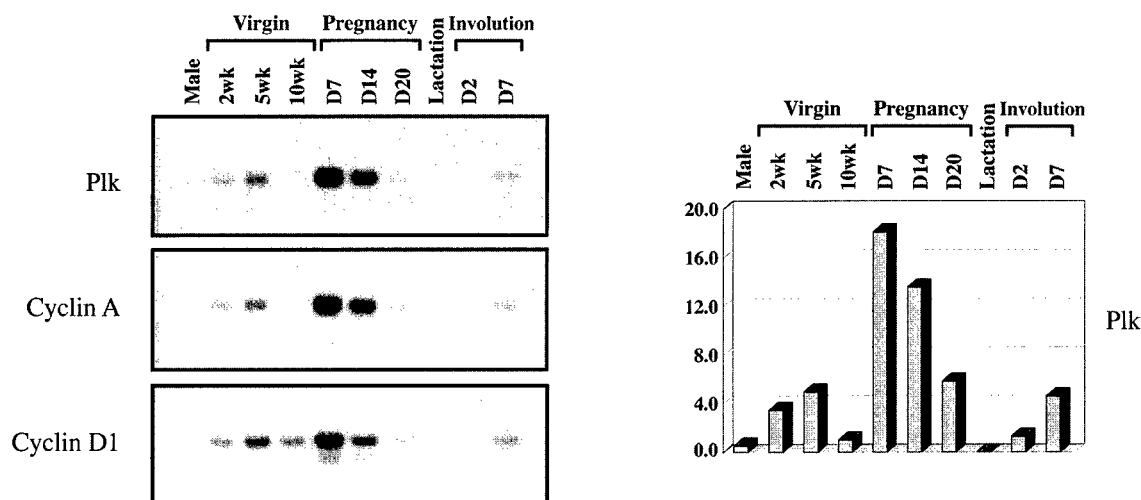 Virgin Pregnancy Involution
Male 2wk 5wk 10wk D7 D14 D20 Lactation D2 D7
Plk
Cyclin A
Cyclin D1
Virgin Pregnancy Involution
Male 2wk 5wk 10wk D7 D14 D20 Lactation D2 D7
20.0
16.0
12.0
8.0
4.0
0.0
Plk